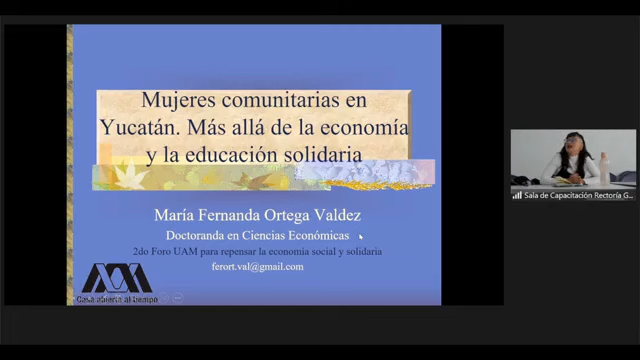 Mujeres comunitarias en
Yucatán. Más allá de la economía
y la educación solidaria
María Fernanda Ortega Valdez
Doctoranda en Ciencias Económicas
2do Foro UAM para repensar la economia social y solidaria
ferort.val@gmail.com
Casa abierta al tiempo
Sala de Capacitación Rectoría G...